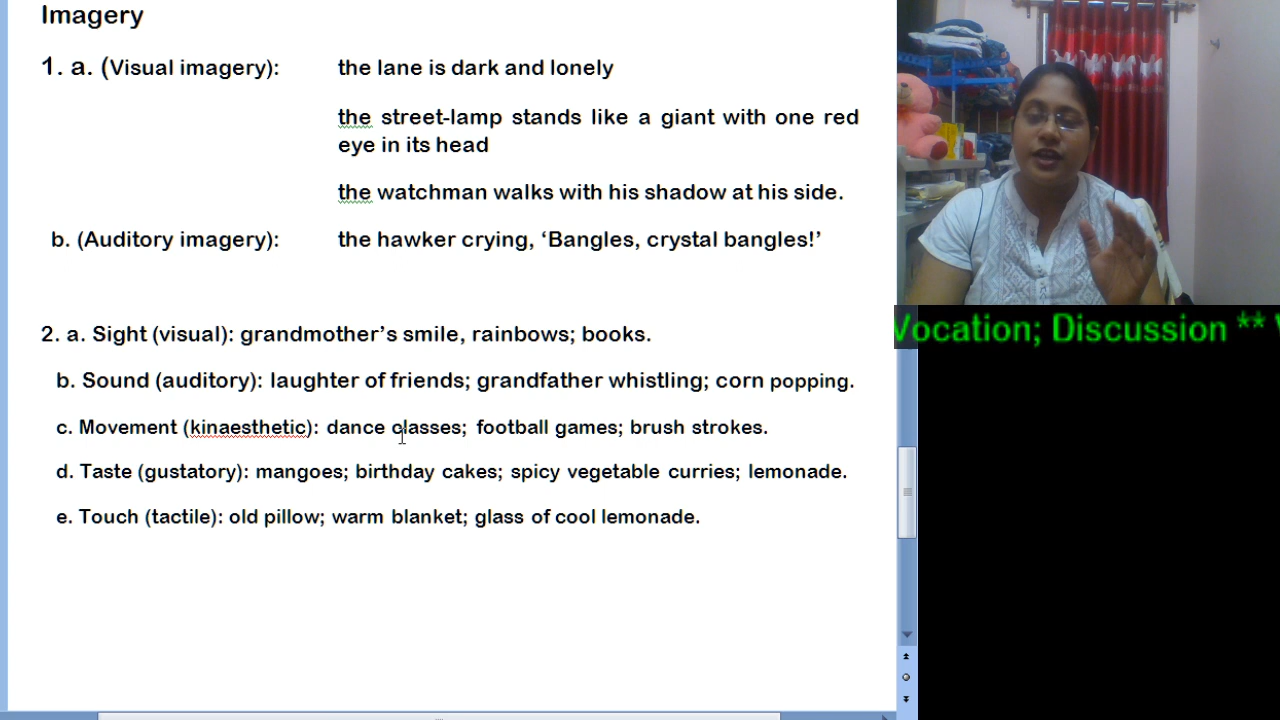 Imagery
1. a. (Visual imagery): the lane is dark and lonely
the street-lamp stands like a giant with one red
eye in its head
the watchman walks with his shadow at his side.
b. (Auditory imagery): the hawker crying, ‘Bangles, crystal bangles!’
2. a. Sight (visual): grandmother’s smile, rainbows; books.
b. Sound (auditory): laughter of friends; grandfather whistling; corn popping.
c. Movement (kinaesthetic): dance classes; football games; brush strokes.
d. Taste (gustatory): mangoes; birthday cakes; spicy vegetable curries; lemonade.
e. Touch (tactile): old pillow; warm blanket; glass of cool lemonade.
Vocation; Discussion **